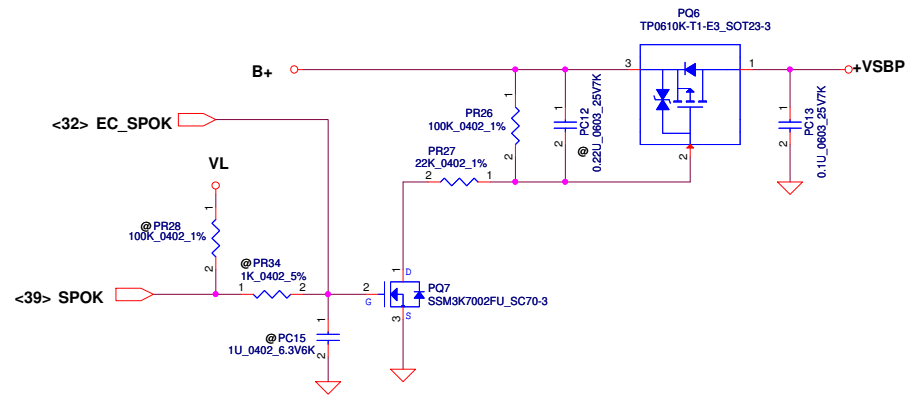 PQ6
TP0610K-T1-E3_SOT23-3
B+
3
1
+VSBP
1
PR26
100K_0402_1%
2
1
PC12
2
@
0.22U_0603_25V7K
2
1
PC13
2
0.1U_0603_25V7K
<32> EC_SPOK
PR27
22K_0402_1%
2
1
VL
1
@PR28
100K_0402_1%
2
@PR34
1K_0402_5%
<39> SPOK
1
2
2
G
1
D
PQ7
SSM3K7002FU_SC70-3
3
S
1
@PC15
1U_0402_6.3V6K
2